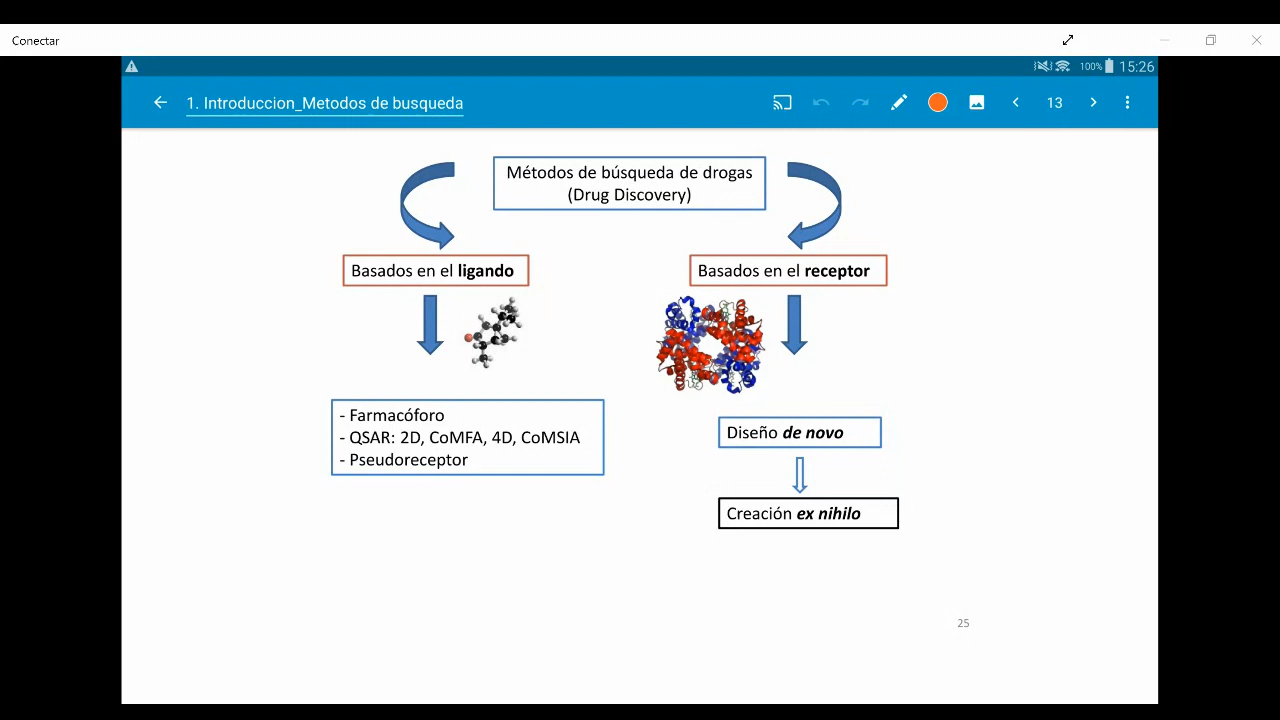 Conectar
100% 15:26
1. Introduccion_Metodos de busqueda
13
Métodos de búsqueda de drogas
(Drug Discovery)
Basados en el ligando
Basados en el receptor
- Farmacóforo
- QSAR: 2D, CoMFA, 4D, CoMSIA
- Pseudoreceptor
Diseño de novo
Creación ex nihilo
25